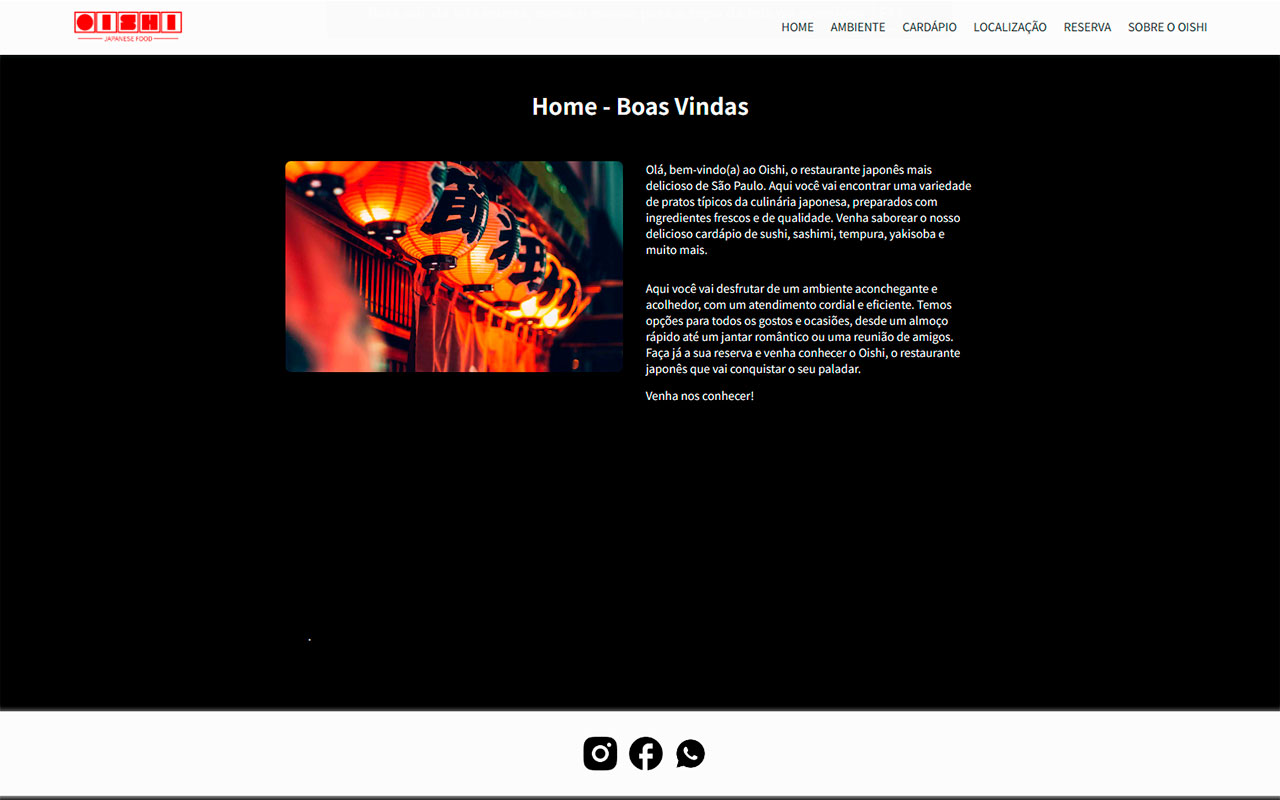 OISHI
JAPANESE FOOD
HOME AMBIENTE CARDÁPIO LOCALIZAÇÃO RESERVA SOBRE O OISHI
Home - Boas Vindas
Olá, bem-vindo(a) ao Oishi, o restaurante japonês mais
delicioso de São Paulo. Aqui você vai encontrar uma variedade
de pratos típicos da culinária japonesa, preparados com
ingredientes frescos e de qualidade. Venha saborear o nosso
delicioso cardápio de sushi, sashimi, tempura, yakisoba e
muito mais.
Aqui você vai desfrutar de um ambiente aconchegante e
acolhedor, com um atendimento cordial e eficiente. Temos
opções para todos os gostos e ocasiões, desde um almoço
rápido até um jantar romântico ou uma reunião de amigos.
Faça já a sua reserva e venha conhecer o Oishi, o restaurante
japonês que vai conquistar o seu paladar.
Venha nos conhecer!